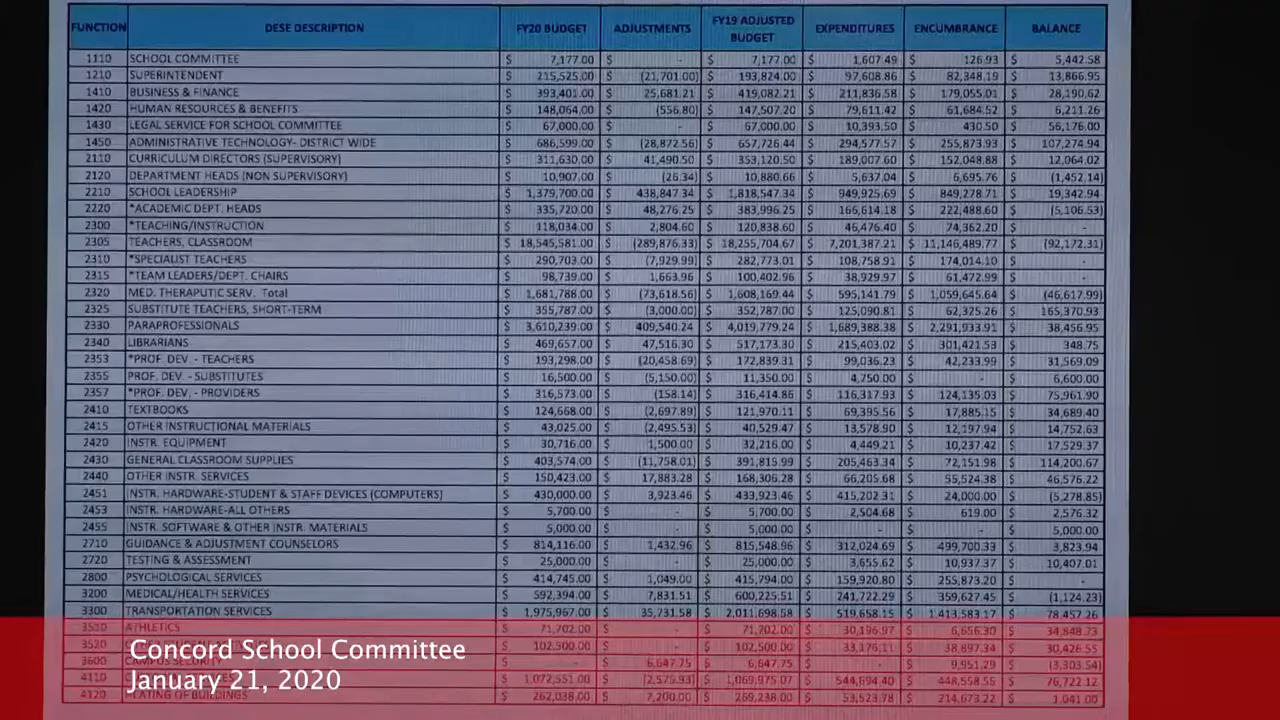 FUNCTION DESE DESCRIPTION FY20 BUDGET ADJUSTMENTS FY19 ADJUSTED BUDGET EXPENDITURES ENCUMBRANCE BALANCE
1110 SCHOOL COMMITTEE $ 7,177.00 $ - $ 7,177.00 $ 1,607.49 $ 126.93 $ 5,442.58
1210 SUPERINTENDENT $ 215,525.00 $ (21,701.00) $ 193,824.00 $ 97,608.86 $ 82,348.19 $ 13,866.95
1410 BUSINESS & FINANCE $ 393,401.00 $ 25,681.21 $ 419,082.21 $ 211,836.58 $ 179,055.01 $ 28,190.62
1420 HUMAN RESOURCES & BENEFITS $ 148,064.00 $ (556.80) $ 147,507.20 $ 79,611.42 $ 61,684.52 $ 6,211.26
1430 LEGAL SERVICE FOR SCHOOL COMMITTEE $ 67,000.00 $ - $ 67,000.00 $ 10,393.50 $ 430.50 $ 56,176.00
1450 ADMINISTRATIVE TECHNOLOGY- DISTRICT WIDE $ 686,599.00 $ (28,872.56) $ 657,726.44 $ 294,577.57 $ 255,873.93 $ 107,274.94
2110 CURRICULUM DIRECTORS (SUPERVISORY) $ 311,630.00 $ 41,490.50 $ 353,120.50 $ 189,007.60 $ 152,048.88 $ 12,064.02
2120 DEPARTMENT HEADS (NON SUPERVISORY) $ 10,907.00 $ (26.34) $ 10,880.66 $ 5,637.04 $ 6,695.76 $ (1,452.14)
2210 SCHOOL LEADERSHIP $ 1,379,700.00 $ 438,847.34 $ 1,818,547.34 $ 949,925.69 $ 849,278.71 $ 19,342.94
2220 *ACADEMIC DEPT. HEADS $ 335,720.00 $ 48,276.25 $ 383,996.25 $ 166,614.18 $ 222,488.60 $ (5,106.53)
2300 *TEACHING/INSTRUCTION $ 118,034.00 $ 2,804.60 $ 120,838.60 $ 46,476.40 $ 74,362.20 $ -
2305 TEACHERS, CLASSROOM $ 18,545,581.00 $ (289,876.33) $ 18,255,704.67 $ 7,201,387.21 $ 11,146,489.77 $ (92,172.31)
2310 *SPECIALIST TEACHERS $ 290,703.00 $ (7,929.99) $ 282,773.01 $ 108,758.91 $ 174,014.10 $ -
2315 *TEAM LEADERS/DEPT. CHAIRS $ 98,739.00 $ 1,663.96 $ 100,402.96 $ 38,929.97 $ 61,472.99 $ -
2320 MED. THERAPUTIC SERV. Total $ 1,681,788.00 $ (73,618.56) $ 1,608,169.44 $ 595,141.79 $ 1,059,645.64 $ (46,617.99)
2325 SUBSTITUTE TEACHERS, SHORT-TERM $ 355,787.00 $ (3,000.00) $ 352,787.00 $ 125,090.81 $ 62,325.26 $ 165,370.93
2330 PARAPROFESSIONALS $ 3,610,239.00 $ 409,540.24 $ 4,019,779.24 $ 1,689,388.38 $ 2,291,933.91 $ 38,456.95
2340 LIBRARIANS $ 469,657.00 $ 47,516.30 $ 517,173.30 $ 215,403.02 $ 301,421.53 $ 348.75
2353 *PROF. DEV. - TEACHERS $ 193,298.00 $ (20,458.69) $ 172,839.31 $ 99,036.23 $ 42,233.99 $ 31,569.09
2355 PROF. DEV. - SUBSTITUTES $ 16,500.00 $ (5,150.00) $ 11,350.00 $ 4,750.00 $ - $ 6,600.00
2357 *PROF. DEV. - PROVIDERS $ 316,573.00 $ (158.14) $ 316,414.86 $ 116,317.93 $ 124,135.03 $ 75,961.90
2410 TEXTBOOKS $ 124,668.00 $ (2,697.89) $ 121,970.11 $ 69,395.56 $ 17,885.15 $ 34,689.40
2415 OTHER INSTRUCTIONAL MATERIALS $ 43,025.00 $ (2,495.53) $ 40,529.47 $ 13,578.90 $ 12,197.94 $ 14,752.63
2420 INSTR. EQUIPMENT $ 30,716.00 $ 1,500.00 $ 32,216.00 $ 4,449.21 $ 10,237.42 $ 17,529.37
2430 GENERAL CLASSROOM SUPPLIES $ 403,574.00 $ (11,758.01) $ 391,815.99 $ 205,463.34 $ 72,151.98 $ 114,200.67
2440 OTHER INSTR. SERVICES $ 150,423.00 $ 17,883.28 $ 168,306.28 $ 66,205.68 $ 55,524.38 $ 46,576.22
2451 INSTR. HARDWARE-STUDENT & STAFF DEVICES (COMPUTERS) $ 430,000.00 $ 3,923.46 $ 433,923.46 $ 415,202.31 $ 24,000.00 $ (5,278.85)
2453 INSTR. HARDWARE-ALL OTHERS $ 5,700.00 $ - $ 5,700.00 $ 2,504.68 $ 619.00 $ 2,576.32
2455 INSTR. SOFTWARE & OTHER INSTR. MATERIALS $ 5,000.00 $ - $ 5,000.00 $ - $ - $ 5,000.00
2710 GUIDANCE & ADJUSTMENT COUNSELORS $ 814,116.00 $ 1,432.96 $ 815,548.96 $ 312,024.69 $ 499,700.33 $ 3,823.94
2720 TESTING & ASSESSMENT $ 25,000.00 $ - $ 25,000.00 $ 3,655.62 $ 10,937.37 $ 10,407.01
2800 PSYCHOLOGICAL SERVICES $ 414,745.00 $ 1,049.00 $ 415,794.00 $ 159,920.80 $ 255,873.20 $ -
3200 MEDICAL/HEALTH SERVICES $ 592,394.00 $ 7,831.51 $ 600,225.51 $ 241,722.29 $ 359,627.45 $ (1,124.23)
3300 TRANSPORTATION SERVICES $ 1,975,967.00 $ 35,731.58 $ 2,011,698.58 $ 519,658.15 $ 1,413,583.17 $ 78,457.26
3510 ATHLETICS $ 71,702.00 $ - $ 71,702.00 $ 30,196.97 $ 6,656.30 $ 34,848.73
3520 $ 102,500.00 $ - $ 102,500.00 $ 33,176.11 $ 38,897.34 $ 30,426.55
Concord School Committee
3600 CAMPUS SECURITY $ - $ 6,647.75 $ 6,647.75 $ - $ 9,951.29 $ (3,303.54)
4110 $ 1,072,551.00 $ (2,575.93) $ 1,069,975.07 $ 544,694.40 $ 448,558.55 $ 76,722.12
January 21, 2020
4120 HEATING OF BUILDINGS $ 262,038.00 $ 7,200.00 $ 269,238.00 $ 53,523.78 $ 214,673.22 $ 1,041.00